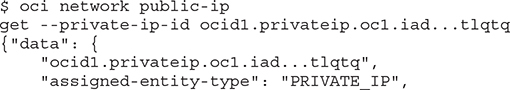 $ oci network public-ip
get --private-ip-id ocid1.privateip.oc1.iad...tlqtq
{"data": {
"ocid1.privateip.oc1.iad...tlqtq",
"assigned-entity-type": "PRIVATE_IP",